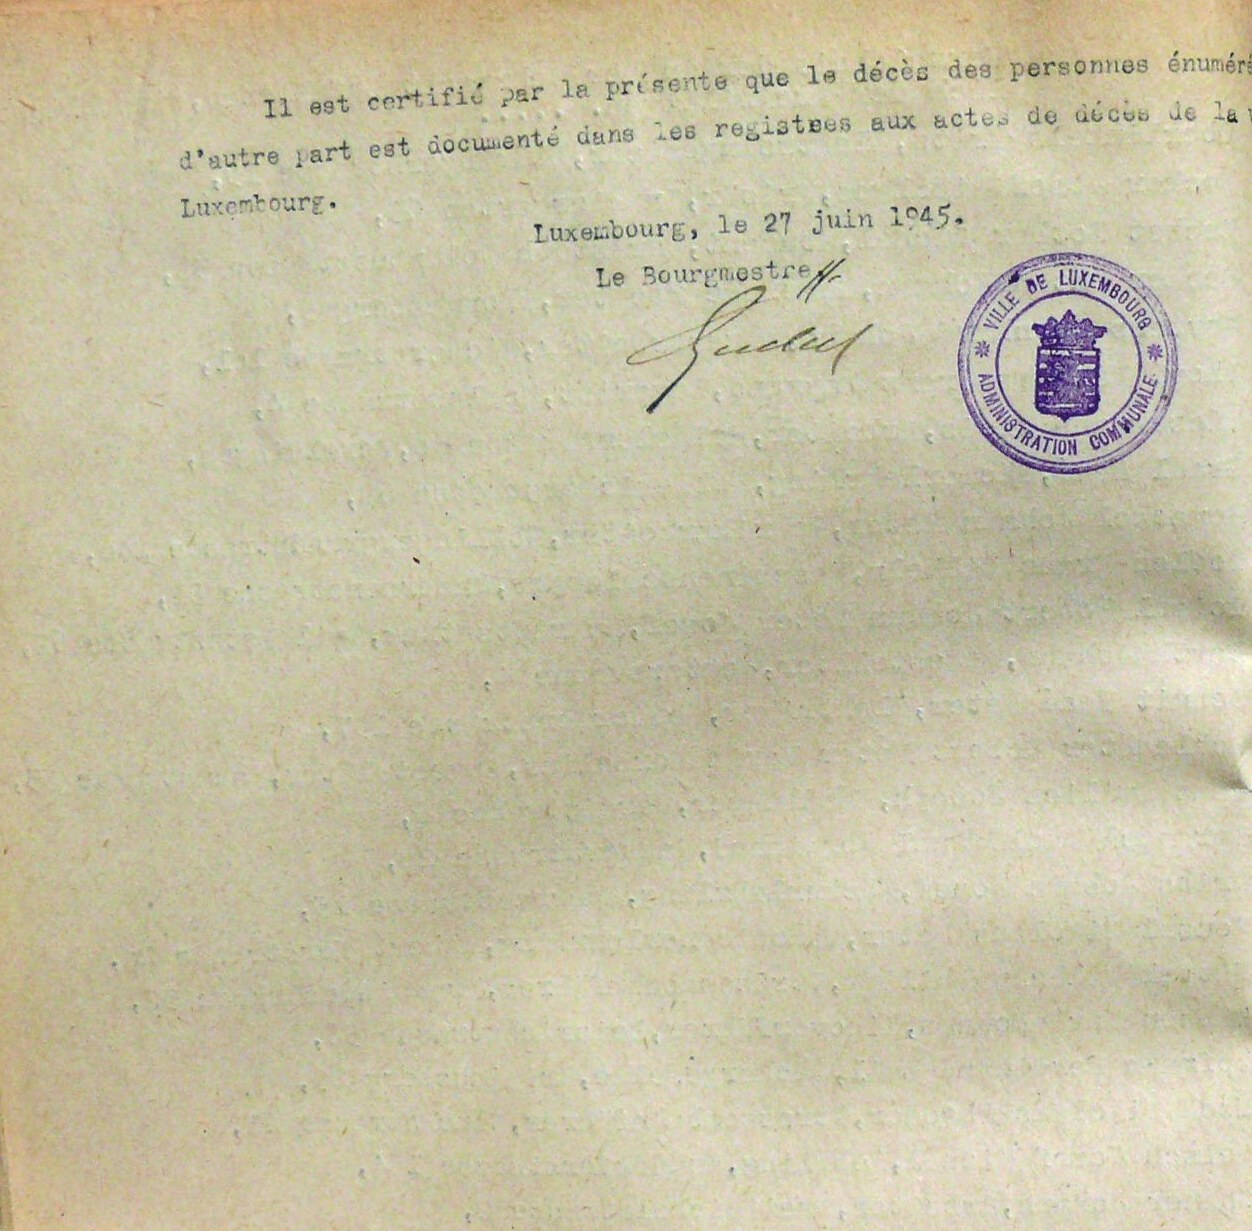 Il est certifié par la présente que le décès des personnes énumér
d'autre part est documenté dans les registres aux actes de décès de la
Luxembourg.
Luxembourg, le 27 juin 1945.
Le Bourgmestre
VILLE DE LUXEMBOURG
ADMINISTRATION COMMUNALE